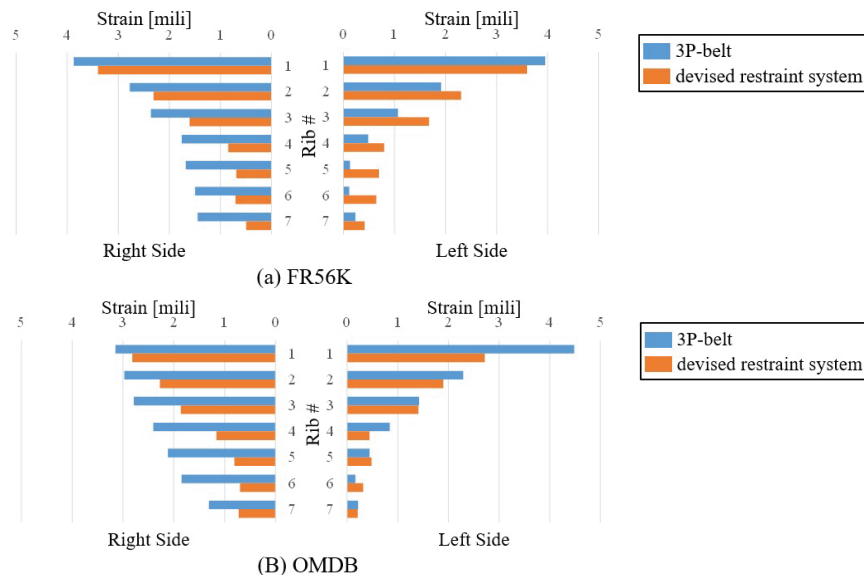 Strain [mili]
Strain [mili]
5 4 3 2 1 0
0 1 2 3 4 5
3P-belt
devised restraint system
1
2
3
4
5
6
7
Rib #
1
2
3
4
5
6
7
Right Side
Left Side
(a) FR56K
Strain [mili]
Strain [mili]
5 4 3 2 1 0
0 1 2 3 4 5
3P-belt
devised restraint system
1
2
3
4
5
6
7
Rib #
1
2
3
4
5
6
7
Right Side
Left Side
(B) OMDB